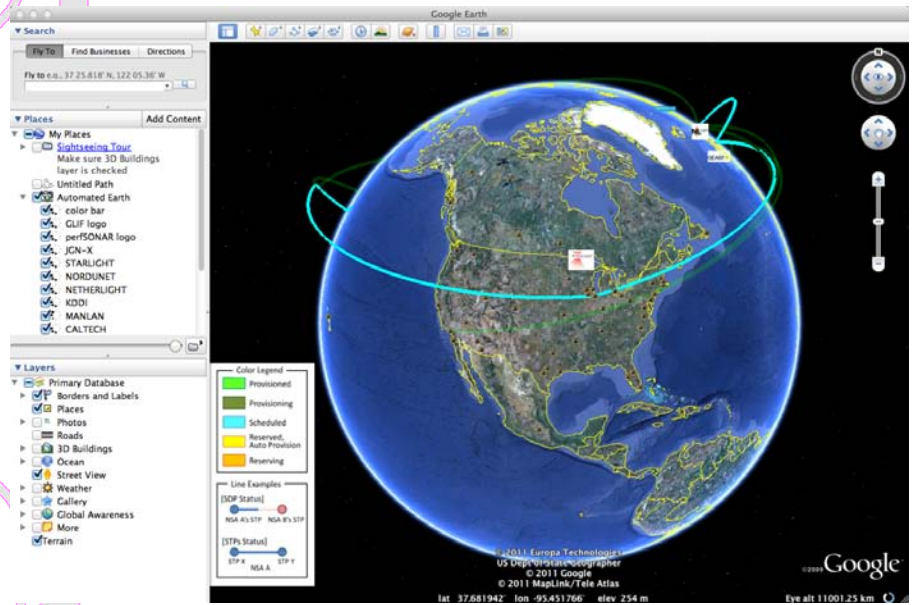 Google Earth
Search
Fly To
Find Businesses
Directions
Fly to e.g., 37 25.818' N, 122 05.36' W
Places
Add Content
My Places
Sightseeing Tour
Make sure 3D Buildings
layer is checked
Untitled Path
Automated Earth
color bar
GLIF logo
perfSONAR logo
JGN-X
STARLIGHT
NORDUNET
NETHERLIGHT
KDDI
MANLAN
CALTECH
Layers
Primary Database
Borders and Labels
Places
Photos
Roads
3D Buildings
Ocean
Street View
Weather
Gallery
Global Awareness
More
Terrain
N
Color Legend
Provisioned
Provisioning
Scheduled
Reserved,
Auto Provision
Reserving
Line Examples
[SDP Status]
NSA A's STP NSA B's STP
[STPs Status]
STP X STP Y
NSA A
© 2011 Europa Technologies
US Dept of State Geographer
© 2011 Google
© 2011 MapLink/Tele Atlas
©2009 Google
lat 37.681942° lon -95.451766° elev 254 m
Eye alt 11001.25 km